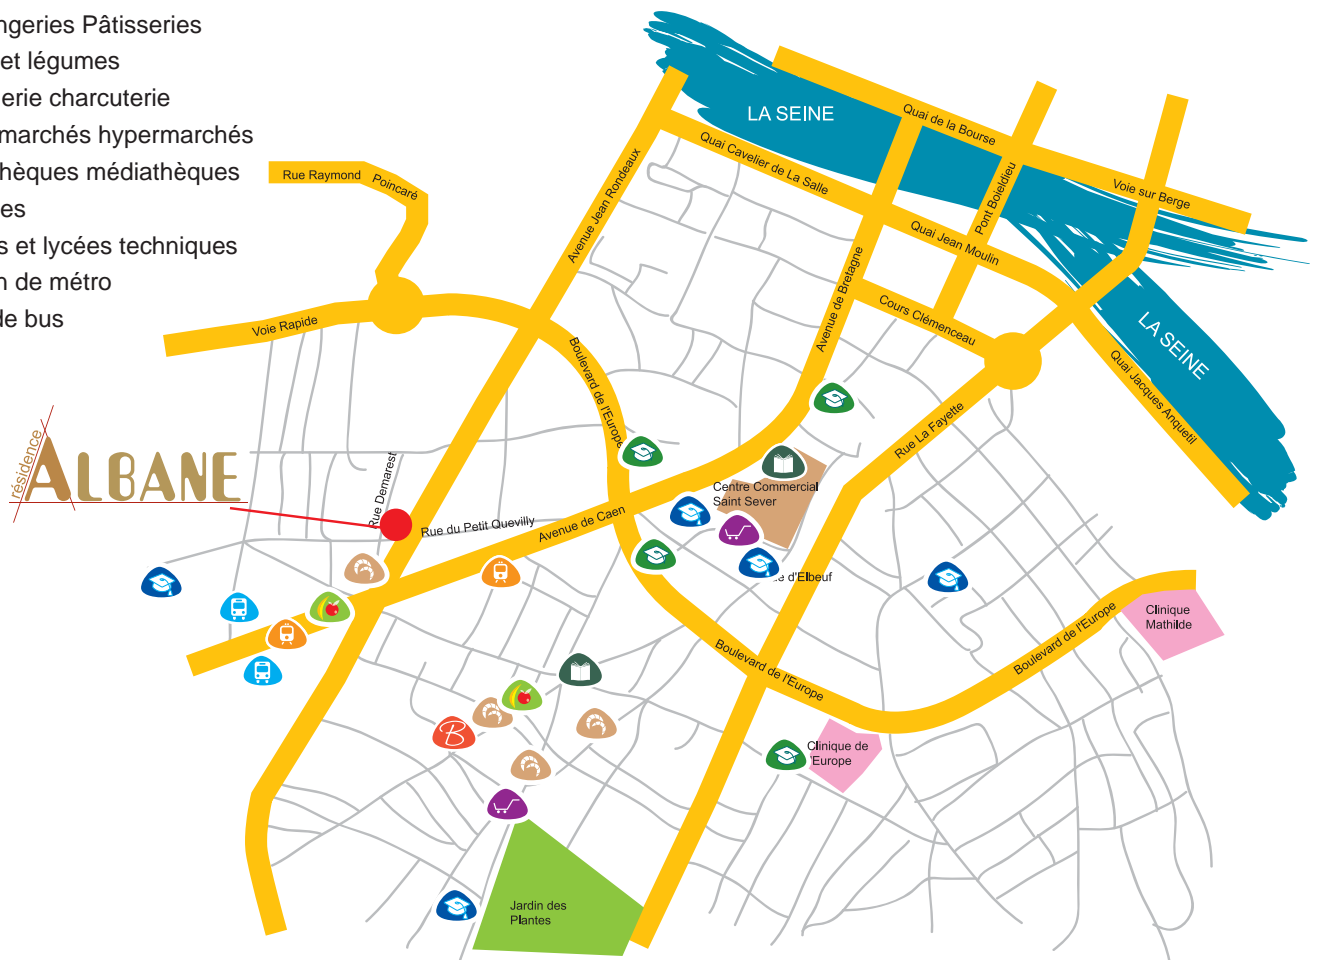 ngeries Pâtisseries
et légumes
erie charcuterie
marchés hypermarchés
hèques médiathèques
es
s et lycées techniques
n de métro
de bus
résidence
ALBANE
LA SEINE
Quai de la Bourse
Quai Cavelier de La Salle
Voie sur Berge
Pont Boieldieu
Rue Raymond Poincaré
Avenue Jean Rondeaux
Quai Jean Moulin
Avenue de Bretagne
Cours Clémenceau
LA SEINE
Voie Rapide
Boulevard de l'Europe
Quai Jacques Anquetil
Rue La Fayette
Rue Demarest
Rue du Petit Quevilly
Avenue de Caen
Centre Commercial
Saint Sever
e d'Elbeuf
Clinique
Mathilde
Boulevard de l'Europe
Boulevard de l'Europe
Clinique de
'Europe
B
Jardin des
Plantes